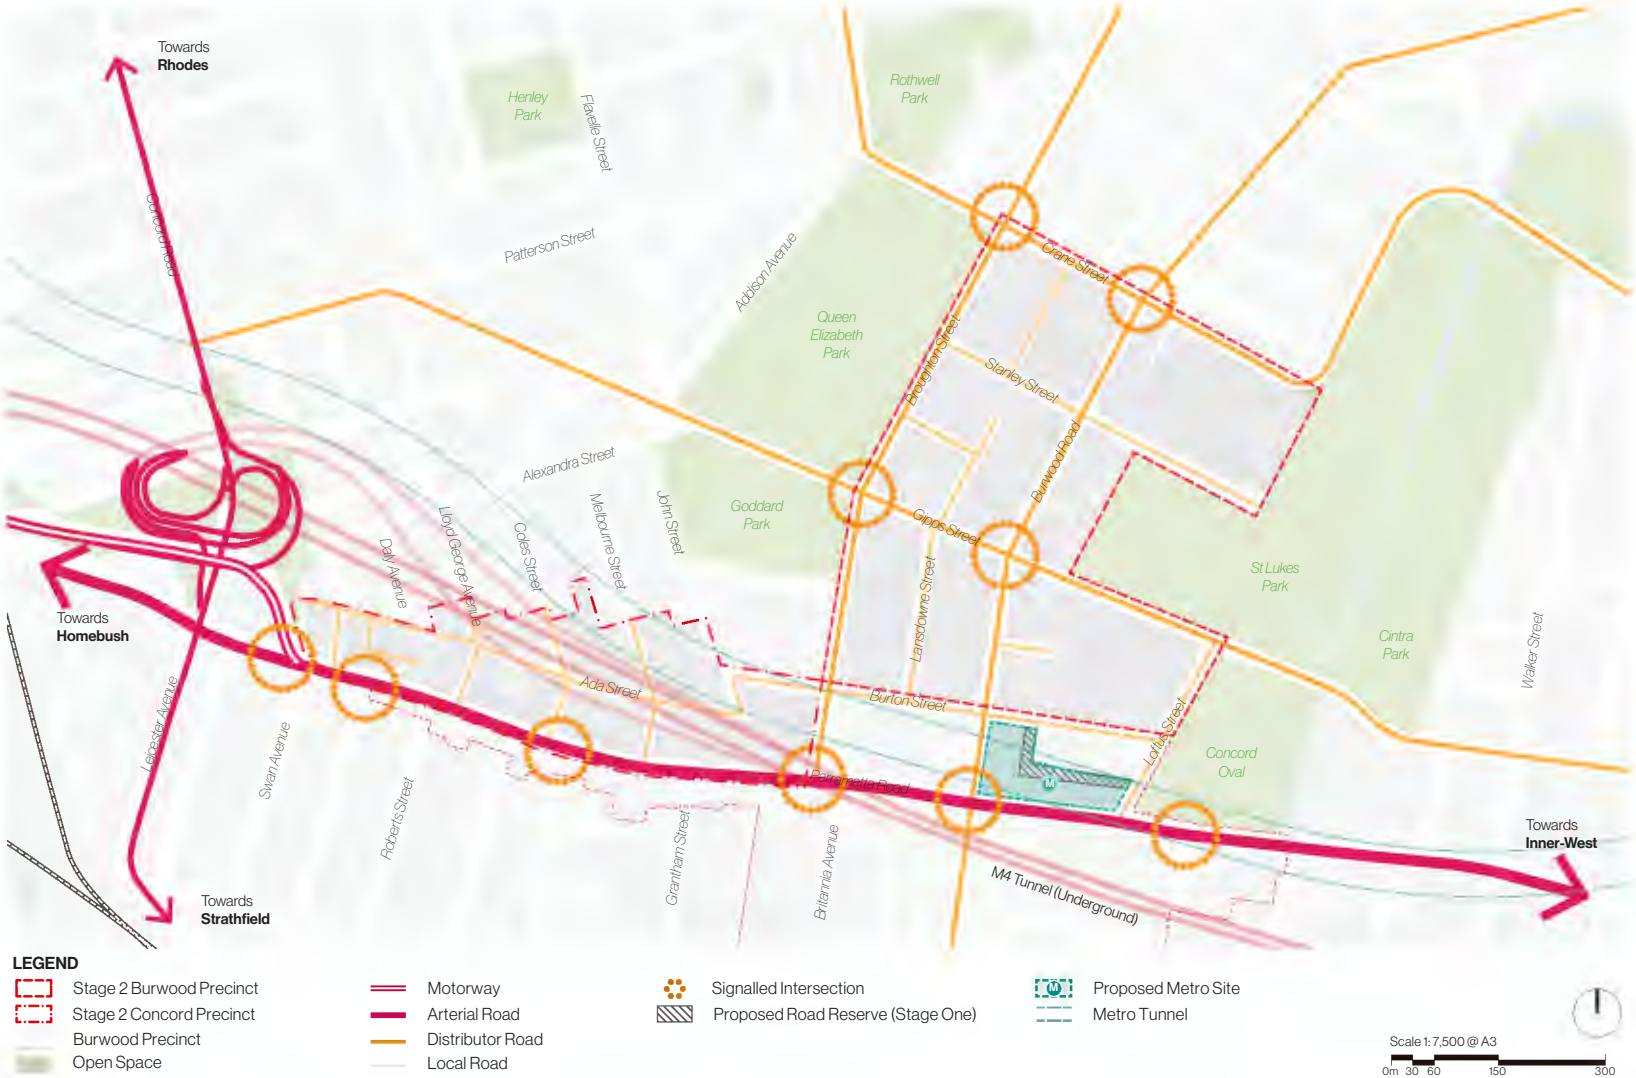 Towards
Rhodes
Henley
Park
Flavelle Street
Rothwell
Park
Concord Road
Patterson Street
Addison Avenue
Crane Street
Queen
Elizabeth
Park
Broughton Street
Stanley Street
Burwood Road
Alexandra Street
Goddard
Park
Gipps Street
Lloyd George Avenue
Coles Street
Melbourne Street
John Street
Daly Avenue
Lansdowne Street
St Lukes
Park
Cintra
Park
Walker Street
Towards
Homebush
Leicester Avenue
Swan Avenue
Ada Street
Burton Street
Loftus Street
Concord
Oval
Parramatta Road
M
Roberts Street
Grantham Street
Britannia Avenue
M4 Tunnel (Underground)
Towards
Inner-West
Towards
Strathfield
LEGEND
Stage 2 Burwood Precinct
Stage 2 Concord Precinct
Burwood Precinct
Open Space
Motorway
Arterial Road
Distributor Road
Local Road
Signalled Intersection
Proposed Road Reserve (Stage One)
M
Proposed Metro Site
Metro Tunnel
Scale 1: 7,500 @ A3
0m 30 60 150 300